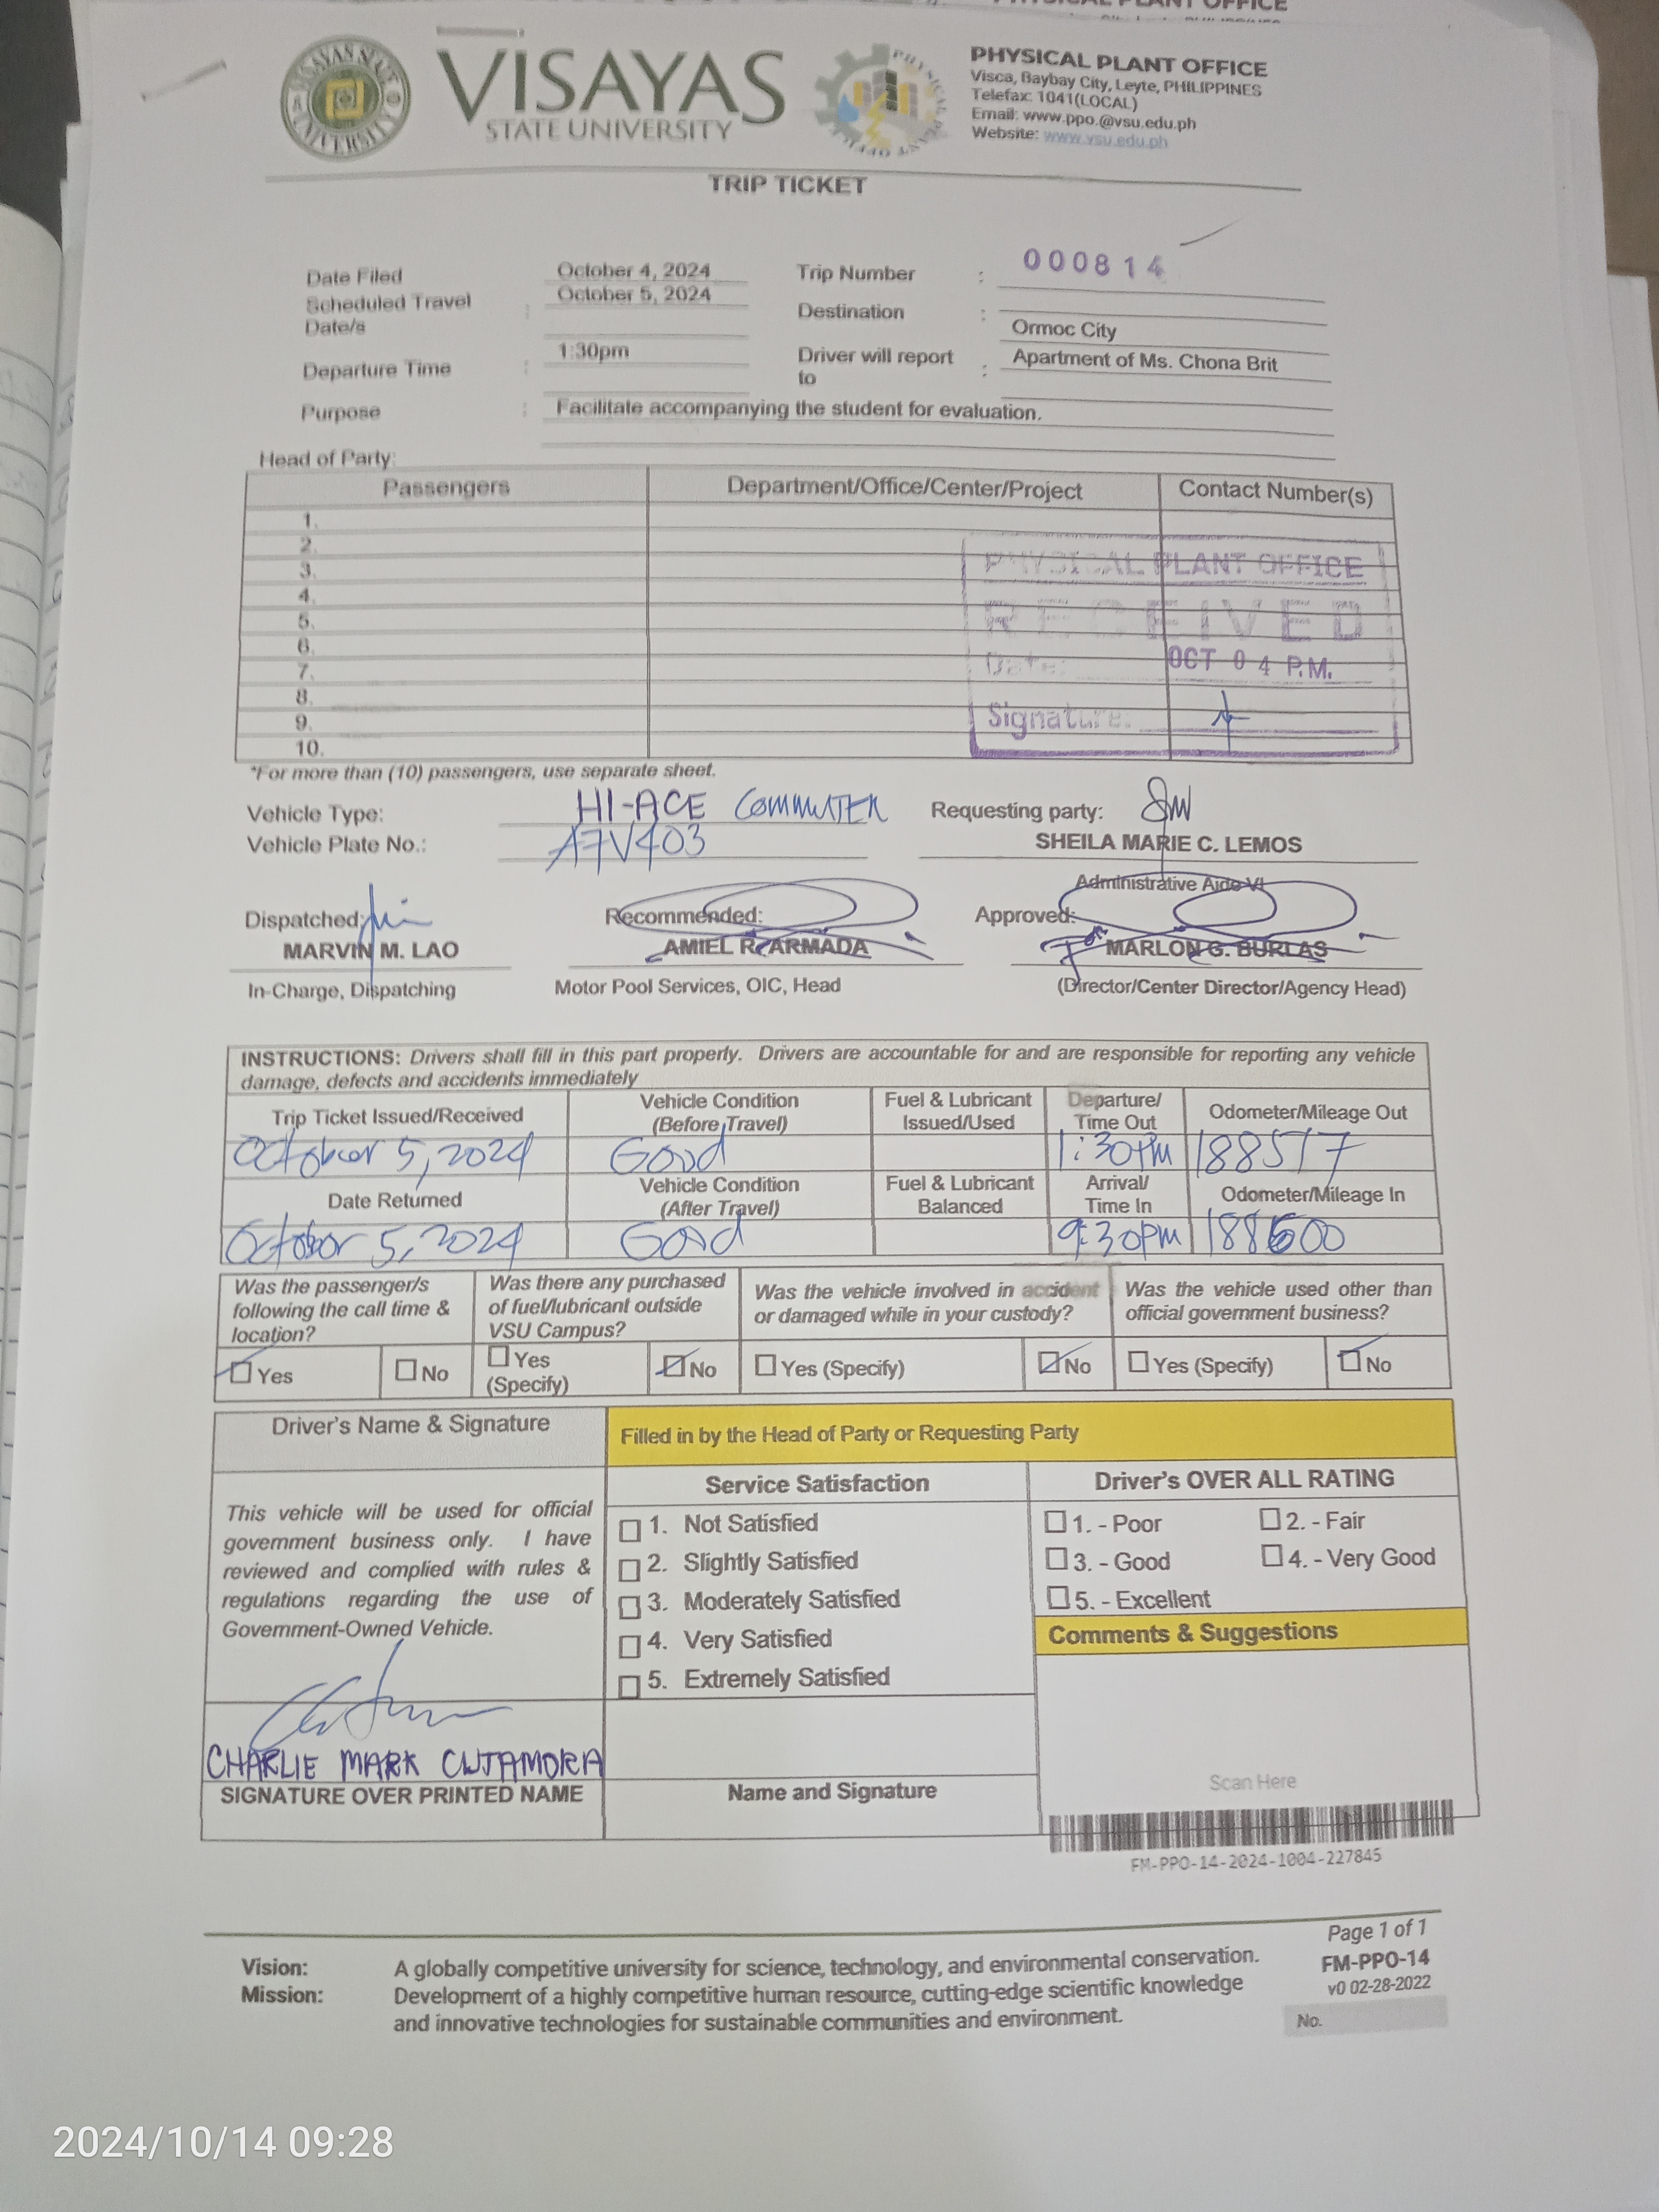 VISAYAS
STATE UNIVERSITY
PHYSICAL PLANT OFFICE
Visca, Baybay City, Leyte, PHILIPPINES
Telefax: 1041(LOCAL)
Email: www.ppo.@vsu.edu.ph
Website: www.vsu.edu.ph
TRIP TICKET
Date Filed October 4, 2024 Trip Number : 000814
Scheduled Travel Date/s : October 5, 2024 Destination : Ormoc City
Departure Time : 1:30pm Driver will report to : Apartment of Ms. Chona Brit
Purpose : Facilitate accompanying the student for evaluation.
Head of Party:
Passengers Department/Office/Center/Project Contact Number(s)
1.
2.
3.
4.
5.
6.
7.
8.
9.
10.
PHYSICAL PLANT OFFICE
RECEIVED
Date: OCT 04 P.M.
Signature:
*For more than (10) passengers, use separate sheet.
Vehicle Type: HI-ACE COMMUTER Requesting party:
Vehicle Plate No.: A7V403 SHEILA MARIE C. LEMOS
Administrative Aide VI
Dispatched: Recommended: Approved:
MARVIN M. LAO AMIEL R. ARMADA For MARLON G. BURLAS
In-Charge, Dispatching Motor Pool Services, OIC, Head (Director/Center Director/Agency Head)
INSTRUCTIONS: Drivers shall fill in this part properly. Drivers are accountable for and are responsible for reporting any vehicle
damage, defects and accidents immediately
Trip Ticket Issued/Received Vehicle Condition (Before Travel) Fuel & Lubricant Issued/Used Departure/ Time Out Odometer/Mileage Out
October 5, 2024 Good 1:30PM 188517
Date Returned Vehicle Condition (After Travel) Fuel & Lubricant Balanced Arrival/ Time In Odometer/Mileage In
October 5, 2024 Good 9:30PM 188600
Was the passenger/s following the call time & location? Was there any purchased of fuel/lubricant outside VSU Campus? Was the vehicle involved in accident or damaged while in your custody? Was the vehicle used other than official government business?
Yes No Yes (Specify) No Yes (Specify) No Yes (Specify) No
Driver's Name & Signature Filled in by the Head of Party or Requesting Party
This vehicle will be used for official
government business only. I have
reviewed and complied with rules &
regulations regarding the use of
Government-Owned Vehicle.
CHARLIE MARK CUTAMORA
SIGNATURE OVER PRINTED NAME
Service Satisfaction
1. Not Satisfied
2. Slightly Satisfied
3. Moderately Satisfied
4. Very Satisfied
5. Extremely Satisfied
Name and Signature
Driver's OVER ALL RATING
1. - Poor 2. - Fair
3. - Good 4. - Very Good
5. - Excellent
Comments & Suggestions
Scan Here
FM-PPO-14-2024-1004-227845
Page 1 of 1
FM-PPO-14
v0 02-28-2022
No.
Vision: A globally competitive university for science, technology, and environmental conservation.
Mission: Development of a highly competitive human resource, cutting-edge scientific knowledge
and innovative technologies for sustainable communities and environment.
2024/10/14 09:28